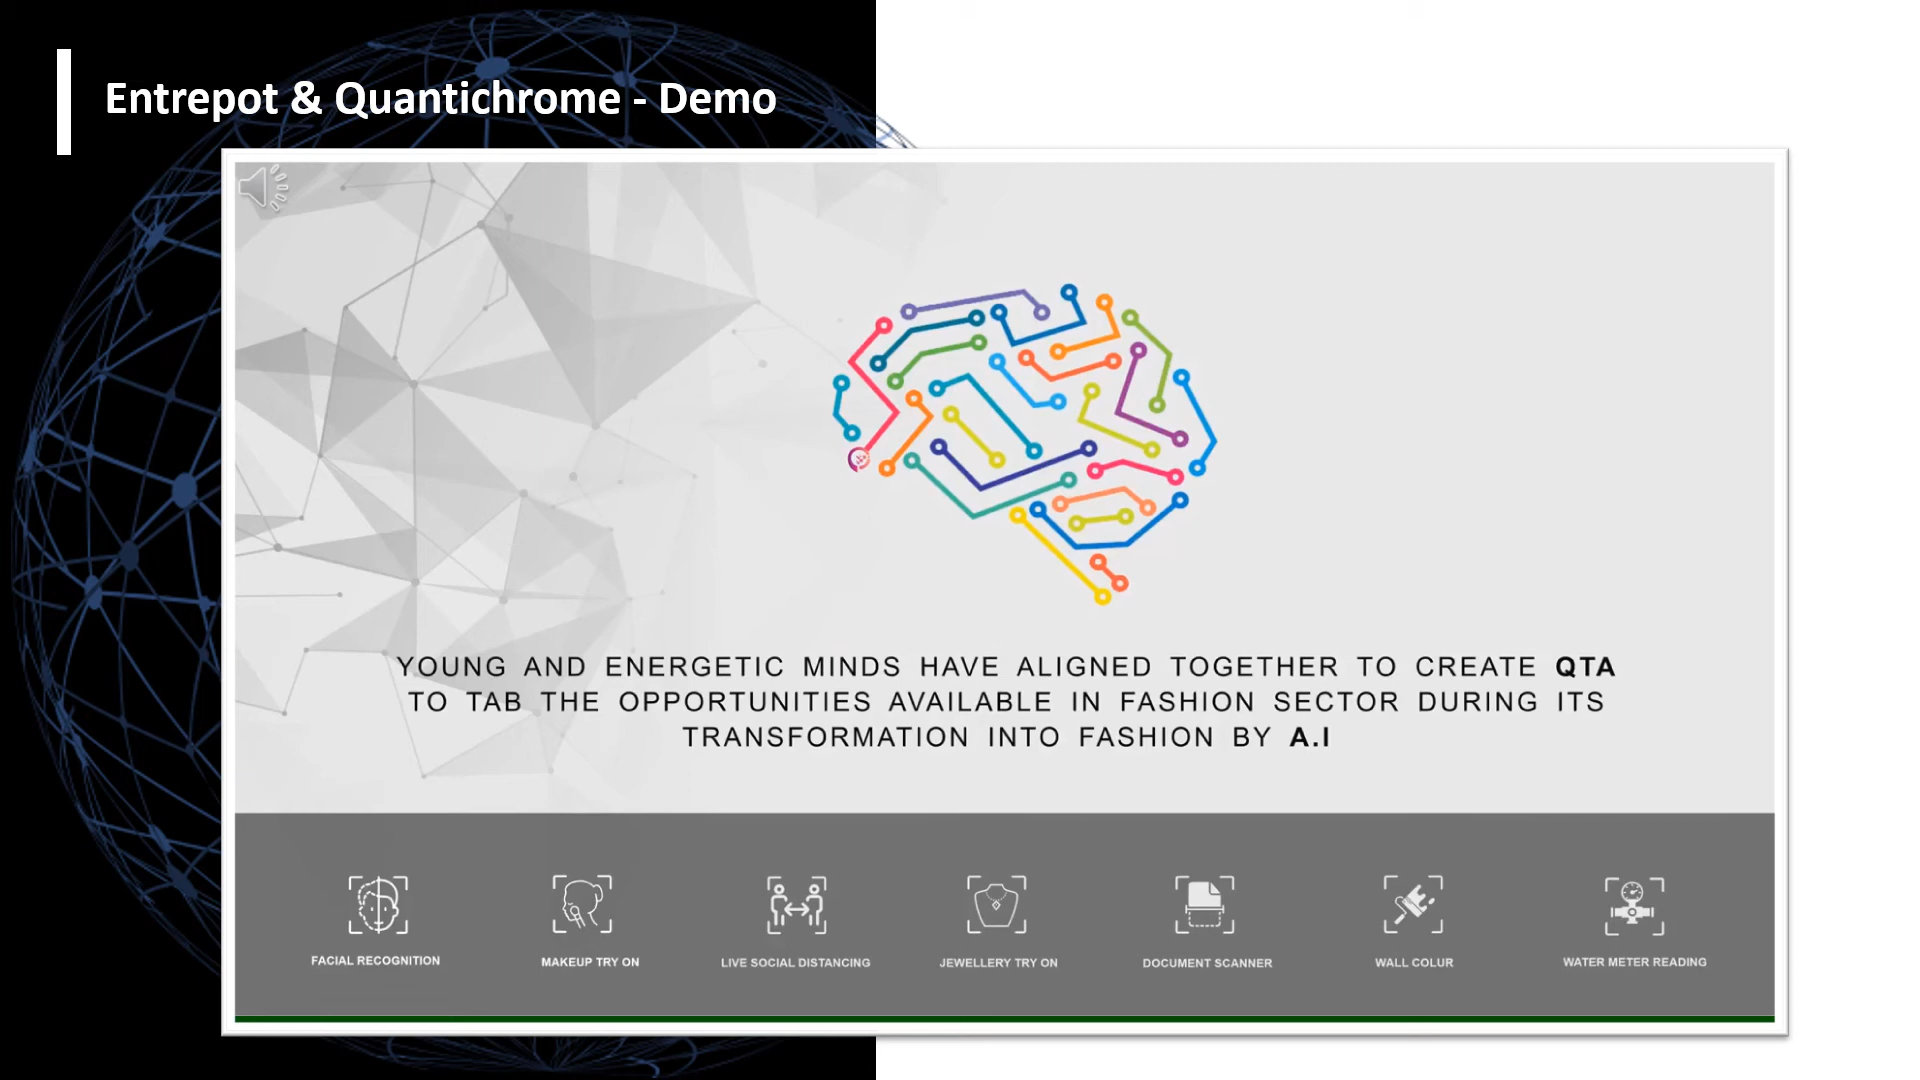 Entrepot & Quantichrome - Demo
YOUNG AND ENERGETIC MINDS HAVE ALIGNED TOGETHER TO CREATE QTA
TO TAB THE OPPORTUNITIES AVAILABLE IN FASHION SECTOR DURING ITS
TRANSFORMATION INTO FASHION BY A.I
FACIAL RECOGNITION
MAKEUP TRY ON
LIVE SOCIAL DISTANCING
JEWELLERY TRY ON
DOCUMENT SCANNER
WALL COLUR
WATER METER READING